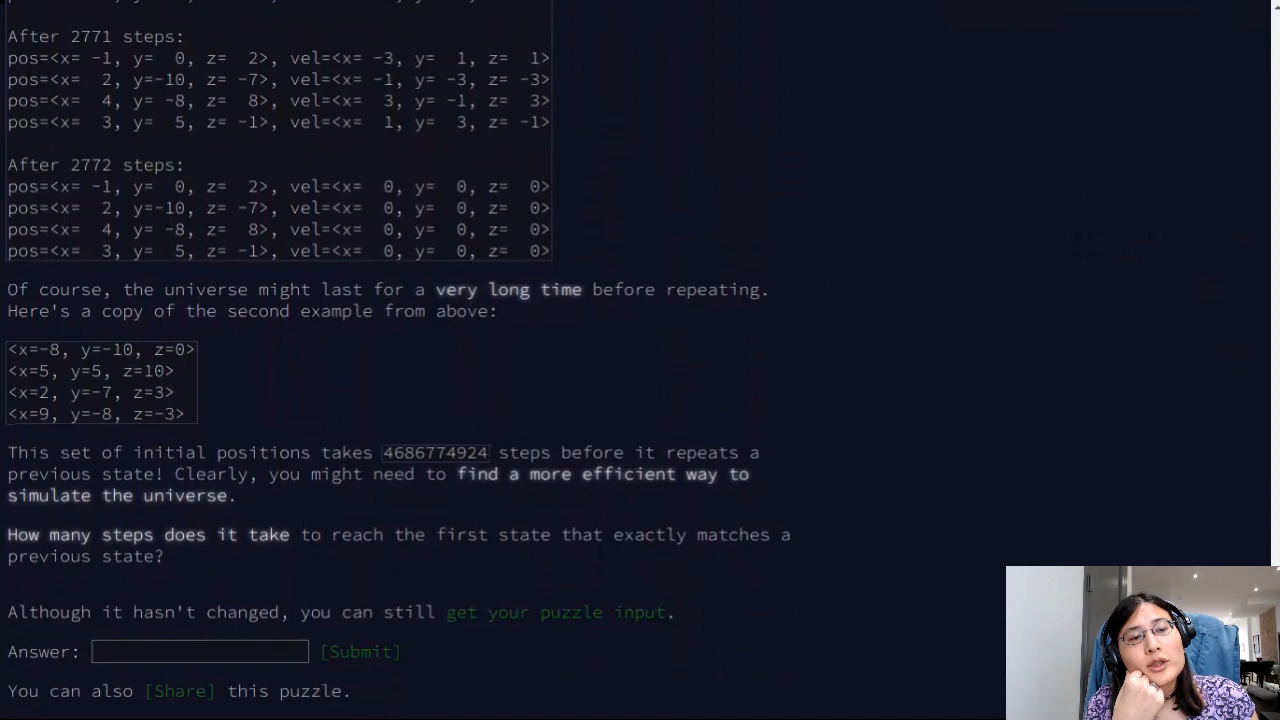 After 2771 steps:
pos=<x= -1, y=  0, z=  2>, vel=<x= -3, y=  1, z=  1>
pos=<x=  2, y=-10, z= -7>, vel=<x= -1, y= -3, z= -3>
pos=<x=  4, y= -8, z=  8>, vel=<x=  3, y= -1, z=  3>
pos=<x=  3, y=  5, z= -1>, vel=<x=  1, y=  3, z= -1>
After 2772 steps:
pos=<x= -1, y=  0, z=  2>, vel=<x=  0, y=  0, z=  0>
pos=<x=  2, y=-10, z= -7>, vel=<x=  0, y=  0, z=  0>
pos=<x=  4, y= -8, z=  8>, vel=<x=  0, y=  0, z=  0>
pos=<x=  3, y=  5, z= -1>, vel=<x=  0, y=  0, z=  0>
Of course, the universe might last for a very long time before repeating.
Here's a copy of the second example from above:
<x=-8, y=-10, z=0>
<x=5, y=5, z=10>
<x=2, y=-7, z=3>
<x=9, y=-8, z=-3>
This set of initial positions takes 4686774924 steps before it repeats a
previous state! Clearly, you might need to find a more efficient way to
simulate the universe.
How many steps does it take to reach the first state that exactly matches a
previous state?
Although it hasn't changed, you can still get your puzzle input.
Answer: [Submit]
You can also [Share] this puzzle.